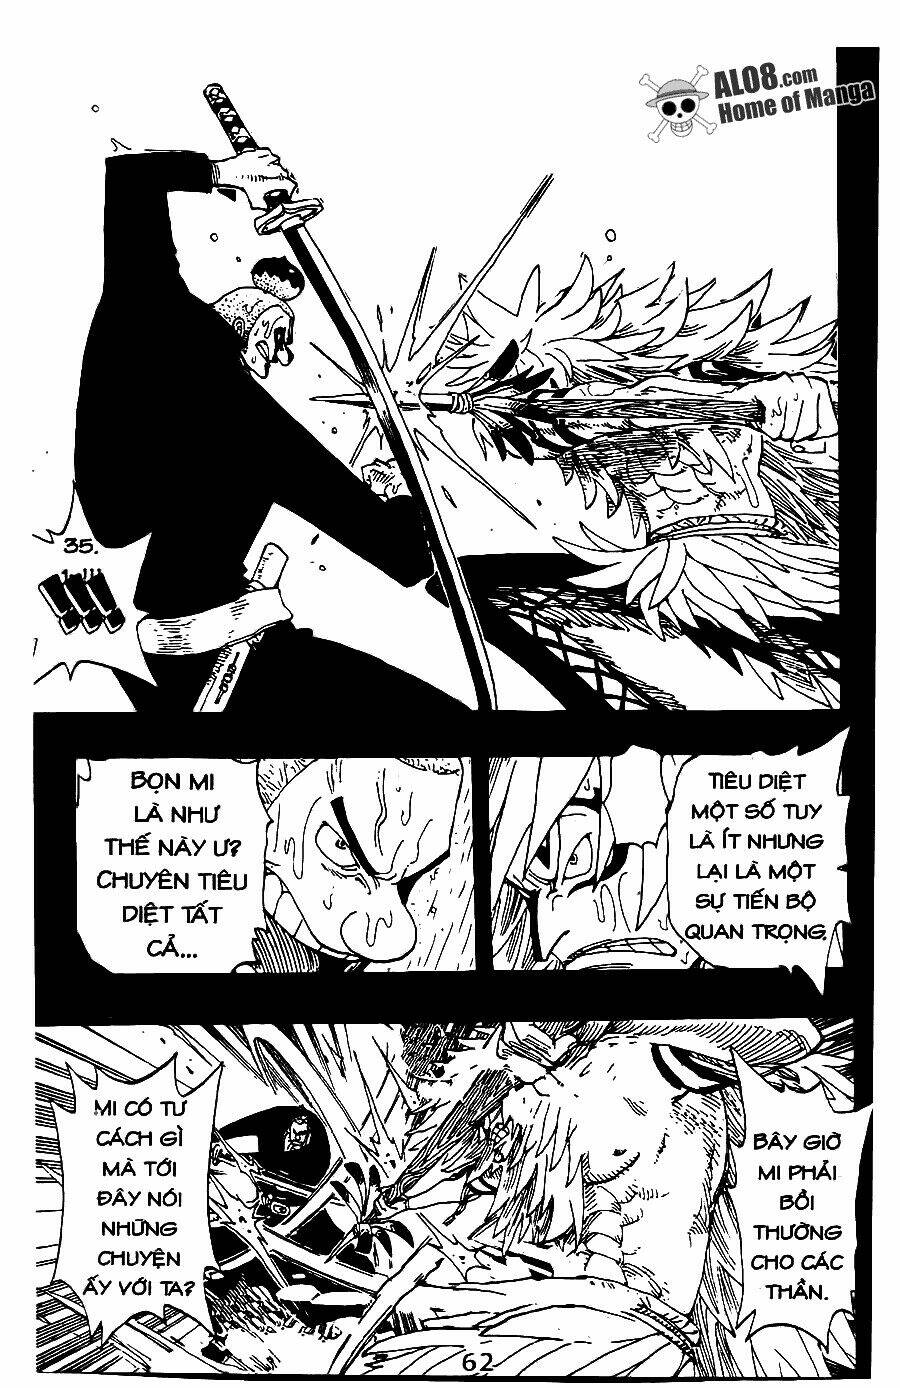 ALO8.com
Home of Manga
35.
!...!!!
TIÊU DIỆT
MỘT SỐ TUY
LÀ ÍT NHƯNG
LẠI LÀ MỘT
SỰ TIẾN BỘ
QUAN TRỌNG.
BỌN MI
LÀ NHƯ
THẾ NÀY Ư?
CHUYÊN TIÊU
DIỆT TẤT
CẢ...
BÂY GIỜ
MI PHẢI
BỒI
THƯỜNG
CHO CÁC
THẦN.
MI CÓ TƯ
CÁCH GÌ
MÀ TỚI
ĐÂY NÓI
NHỮNG
CHUYỆN
ẤY VỚI TA?
62